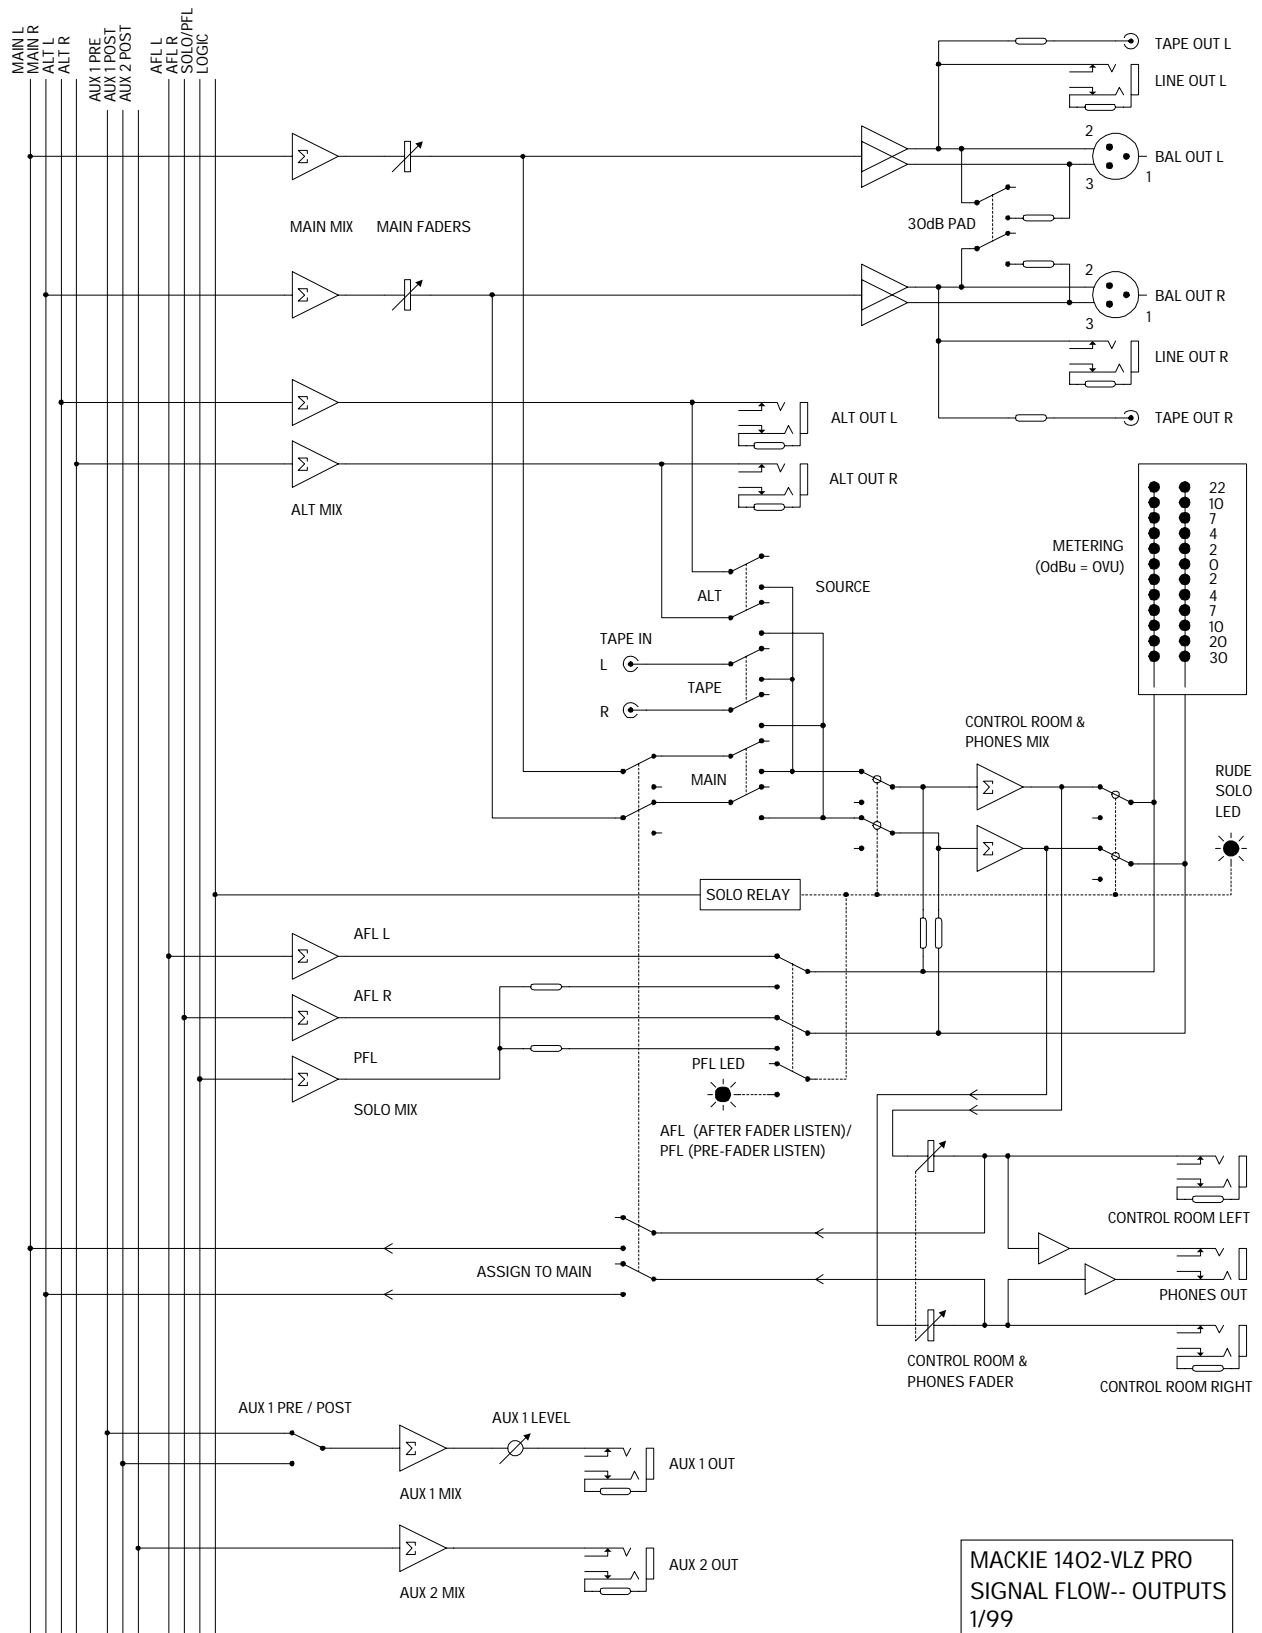 MAIN L
MAIN R
ALT L
ALT R
AUX 1 PRE
AUX 1 POST
AUX 2 POST
AFL L
AFL R
SOLO/PFL
LOGIC
TAPE OUT L
LINE OUT L
2
BAL OUT L
3
1
Σ
MAIN MIX
MAIN FADERS
30dB PAD
Σ
2
BAL OUT R
3
1
LINE OUT R
TAPE OUT R
Σ
ALT OUT L
Σ
ALT OUT R
ALT MIX
METERING
(0dBu = 0VU)
22
10
7
4
2
0
2
4
7
10
20
30
ALT
SOURCE
TAPE IN
L
TAPE
R
MAIN
CONTROL ROOM &
PHONES MIX
Σ
Σ
RUDE
SOLO
LED
SOLO RELAY
AFL L
Σ
AFL R
Σ
PFL
Σ
SOLO MIX
PFL LED
AFL (AFTER FADER LISTEN)/
PFL (PRE-FADER LISTEN)
CONTROL ROOM LEFT
ASSIGN TO MAIN
PHONES OUT
CONTROL ROOM &
PHONES FADER
CONTROL ROOM RIGHT
AUX 1 PRE / POST
AUX 1 LEVEL
Σ
AUX 1 OUT
AUX 1 MIX
Σ
AUX 2 OUT
AUX 2 MIX
MACKIE 1402-VLZ PRO
SIGNAL FLOW-- OUTPUTS
1/99